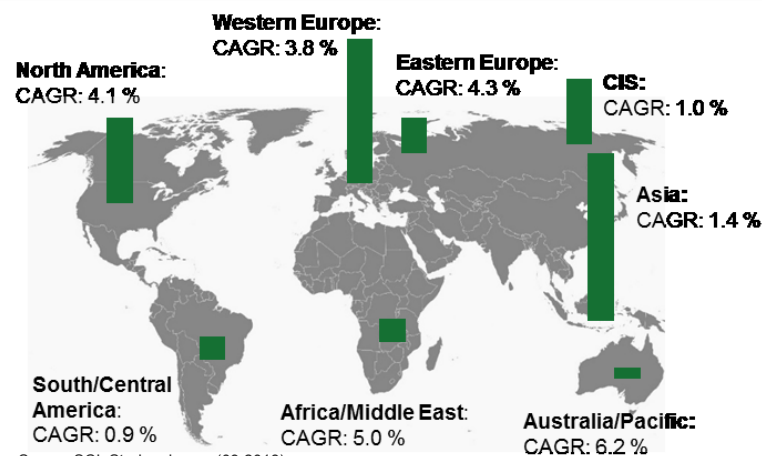 Western Europe:
CAGR: 3.8 %
North America:
CAGR: 4.1 %
Eastern Europe:
CAGR: 4.3 %
CIS:
CAGR: 1.0 %
Asia:
CAGR: 1.4 %
South/Central
America:
CAGR: 0.9 %
Africa/Middle East:
CAGR: 5.0 %
Australia/Pacific:
CAGR: 6.2 %